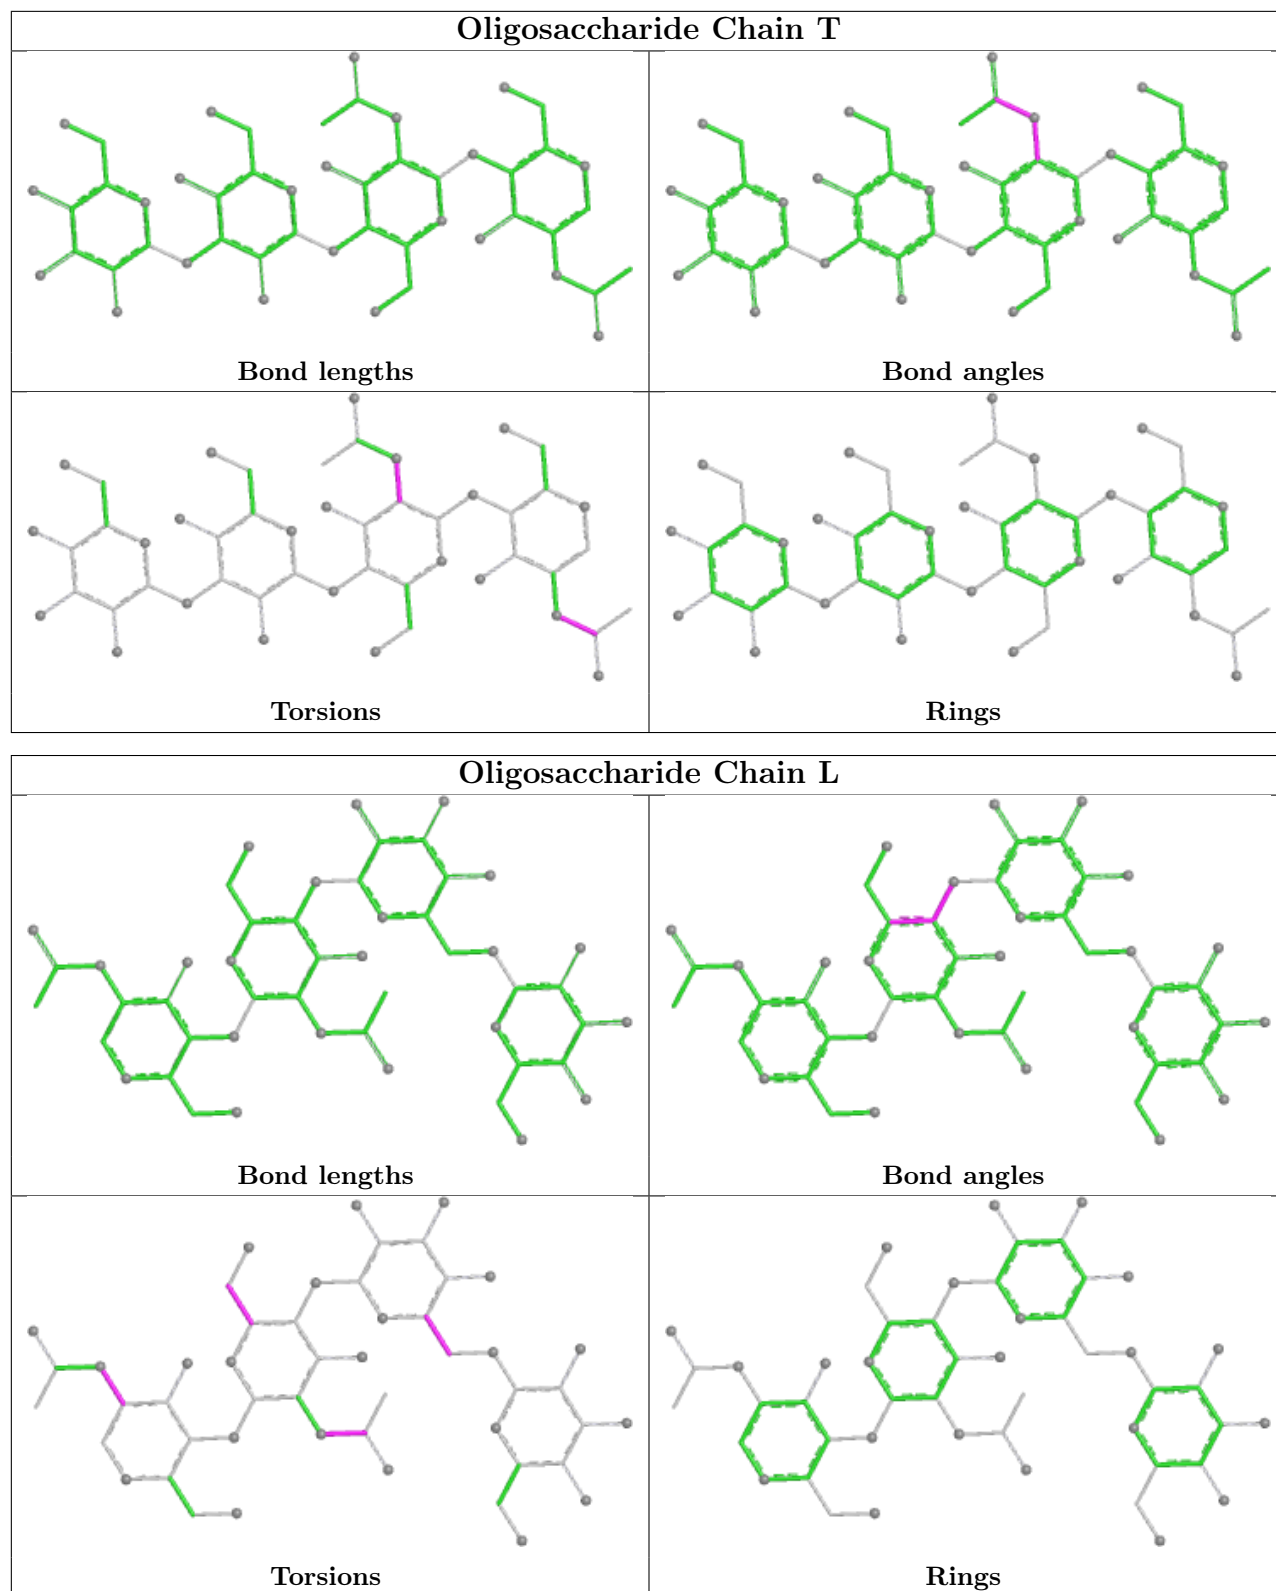 Oligosaccharide Chain T
Bond lengths
Bond angles
Torsions
Rings
Oligosaccharide Chain L
Bond lengths
Bond angles
Torsions
Rings